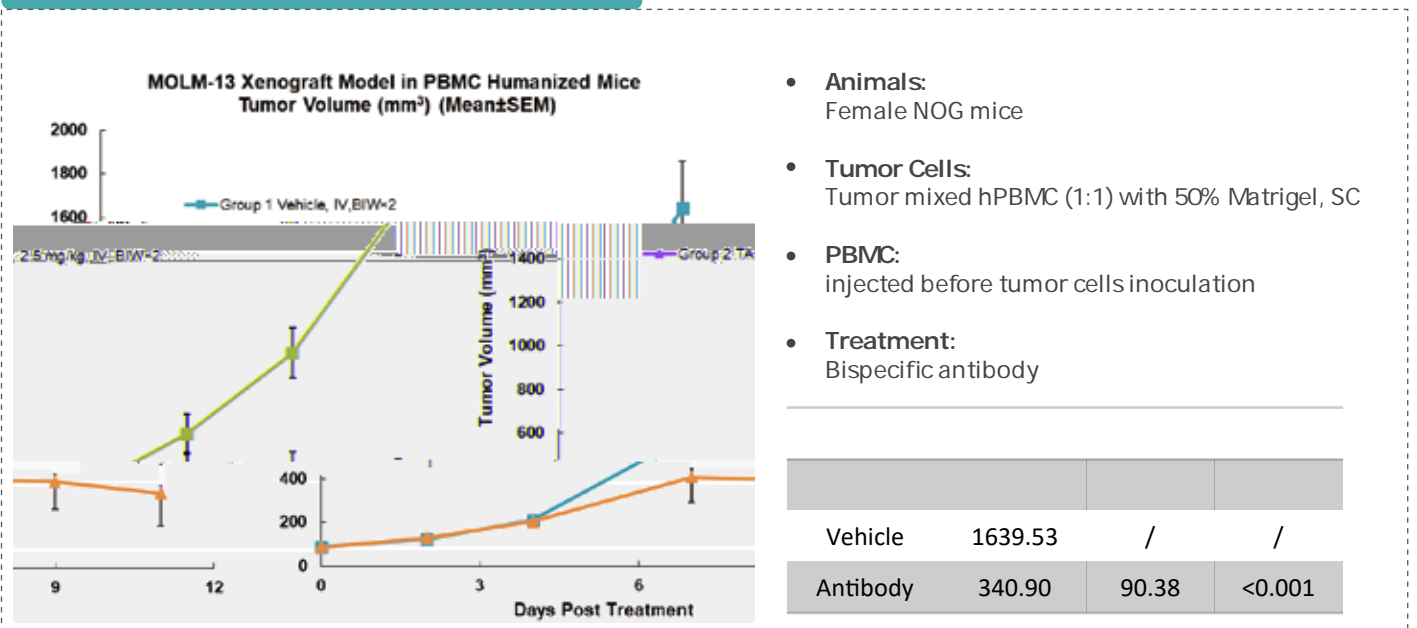 MOLM-13 Xenograft Model in PBMC Humanized Mice
Tumor Volume (mm³) (Mean±SEM)
2000
1800
1600
Group 1 Vehicle, IV,BIW×2
2.5 mg/kg, IV, BIW×2
Group 2 TA
1400
1200
1000
800
600
400
200
0
Tumor Volume (mm³)
9
12
0
3
6
Days Post Treatment
• Animals:
Female NOG mice
• Tumor Cells:
Tumor mixed hPBMC (1:1) with 50% Matrigel, SC
• PBMC:
injected before tumor cells inoculation
• Treatment:
Bispecific antibody
Vehicle 1639.53 / /
Antibody 340.90 90.38 <0.001